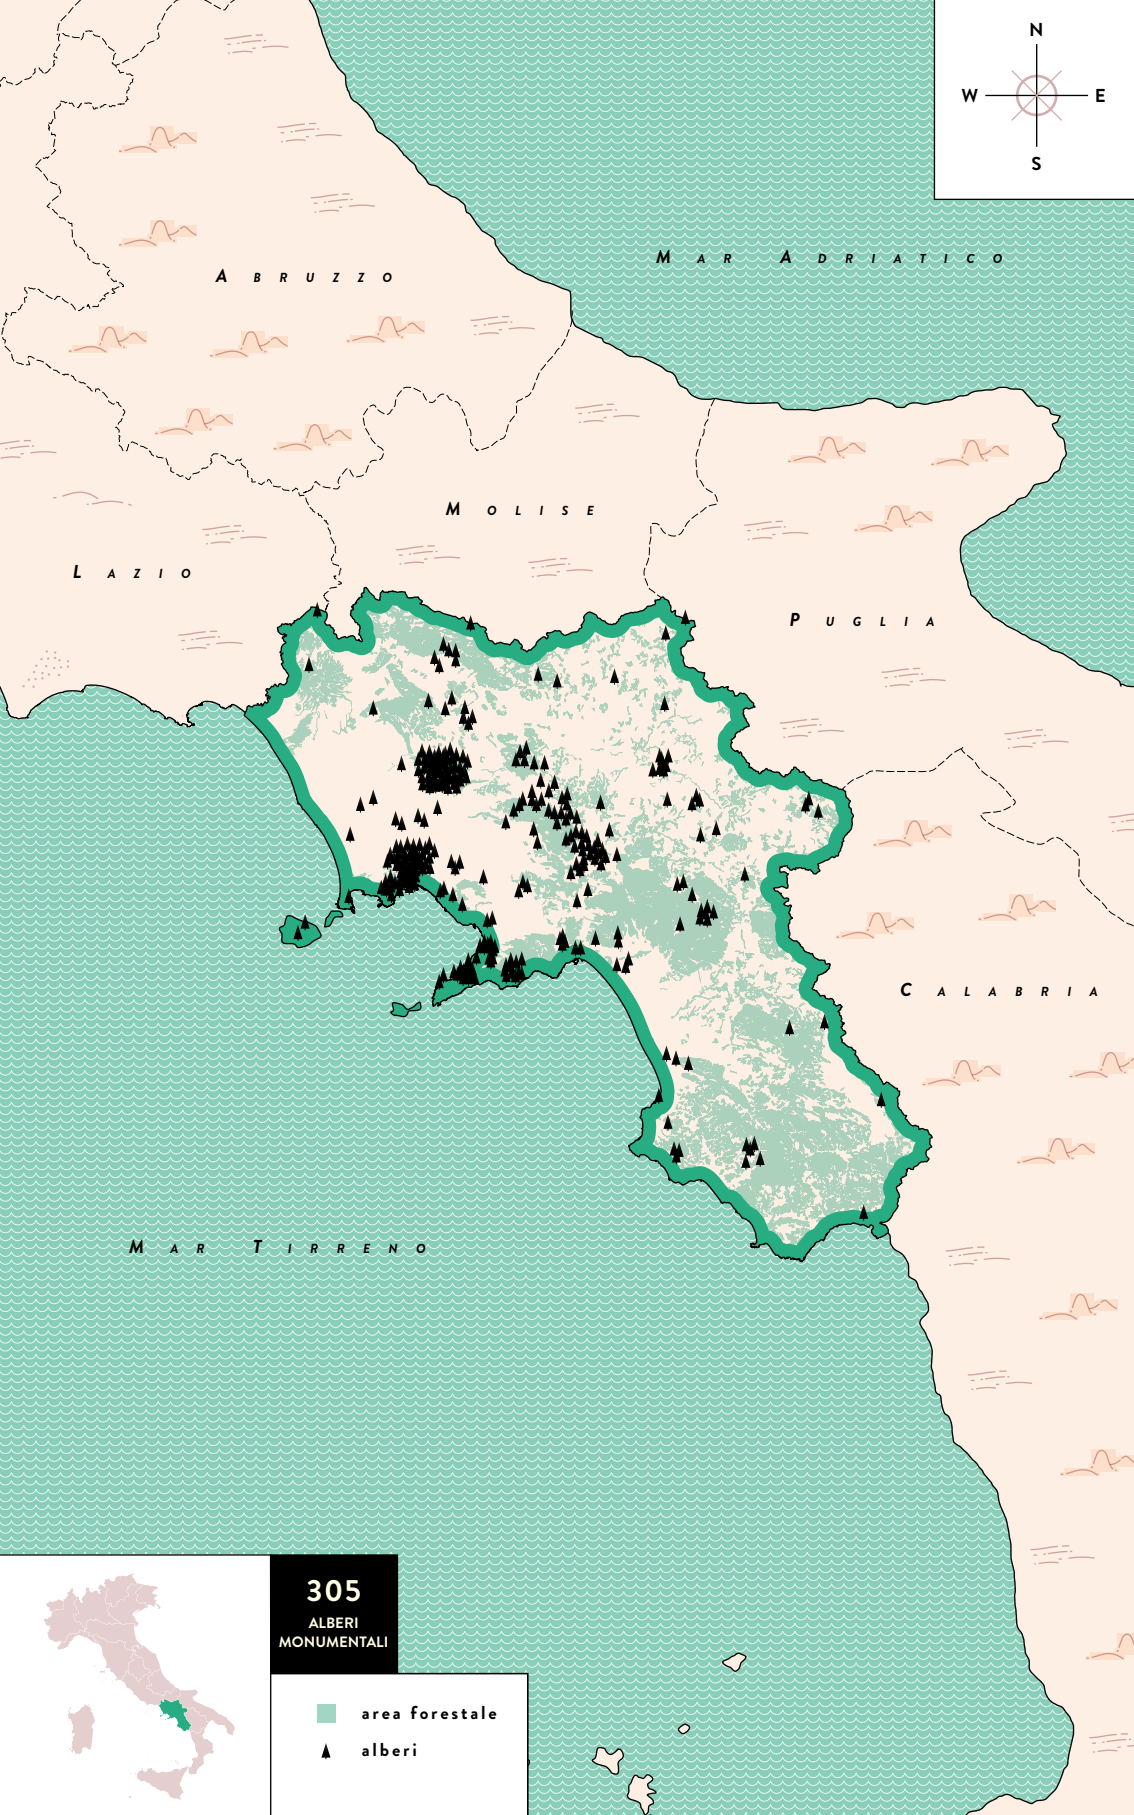 N
W E
S
MAR ADRIATICO
ABRUZZO
MOLISE
LAZIO
PUGLIA
CALABRIA
MAR TIRRENO
305
ALBERI
MONUMENTALI
area forestale
alberi